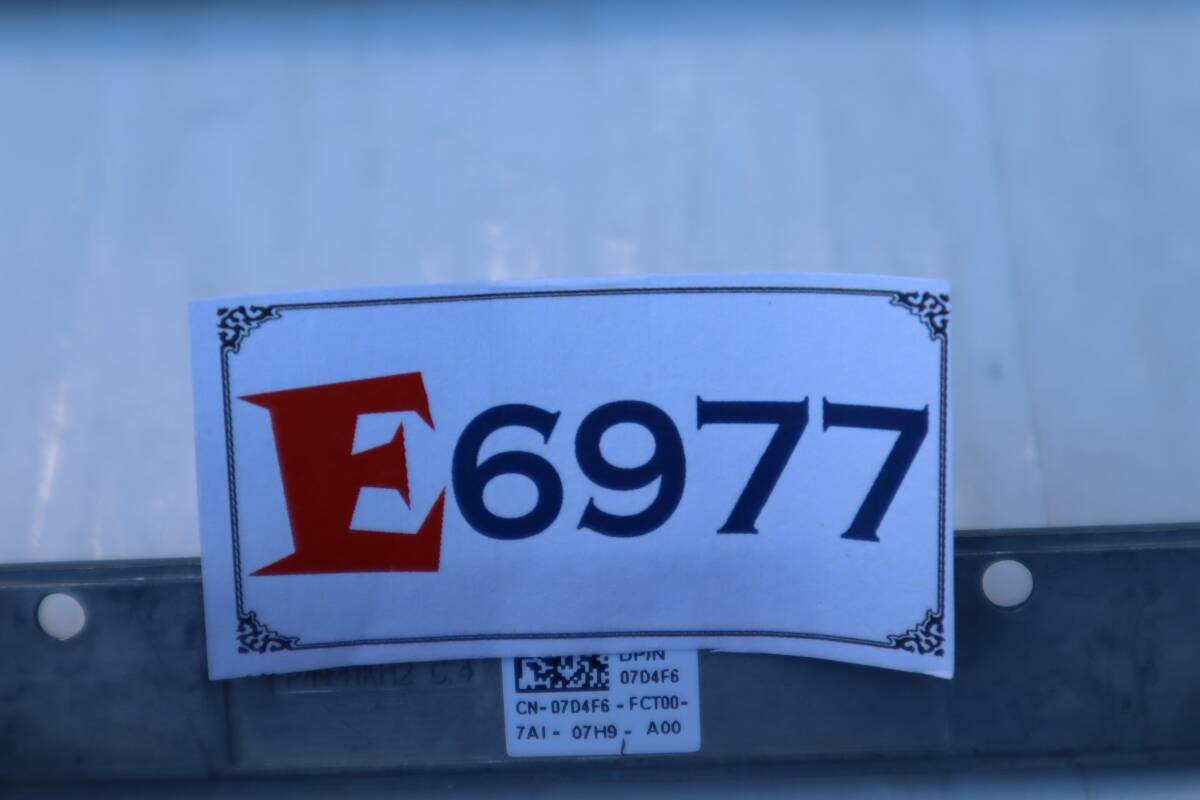 E6977
DP/N
07D4F6
CN-07D4F6-FCT00-
7AI-07H9-A00